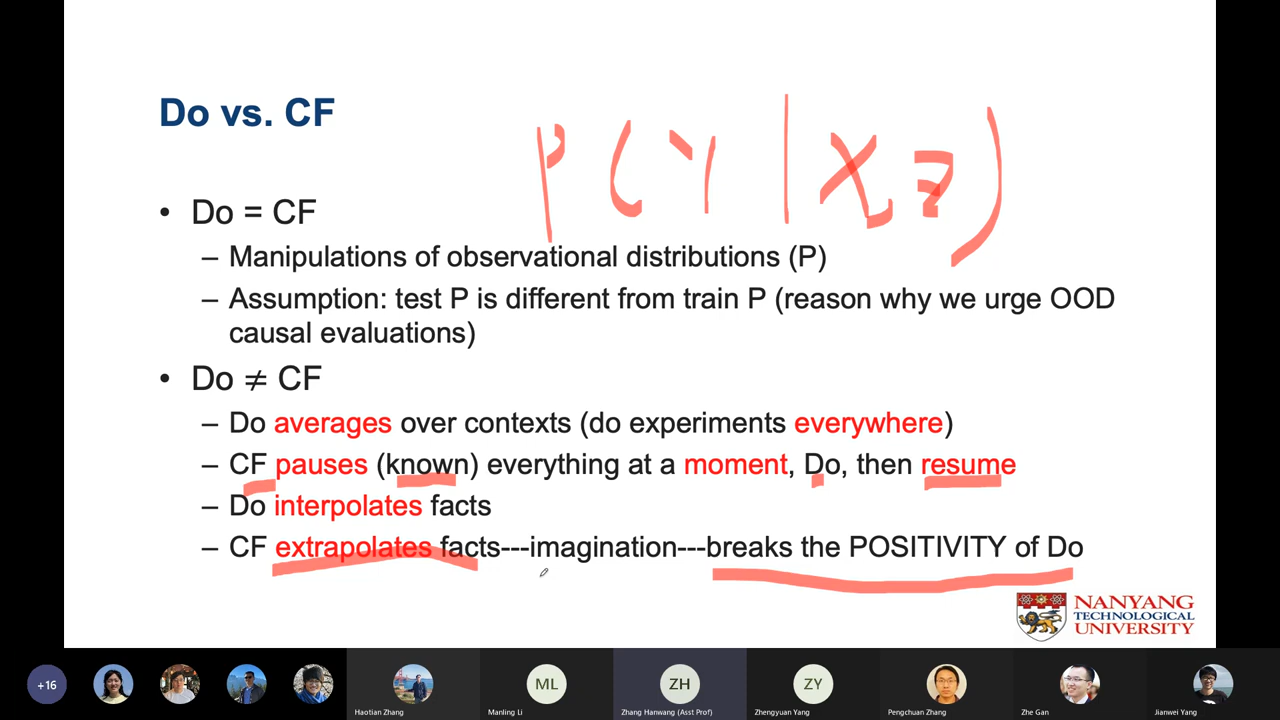 Do vs. CF
P(Y|X,Z)
• Do = CF
– Manipulations of observational distributions (P)
– Assumption: test P is different from train P (reason why we urge OOD
causal evaluations)
• Do ≠ CF
– Do averages over contexts (do experiments everywhere)
– CF pauses (known) everything at a moment, Do, then resume
– Do interpolates facts
– CF extrapolates facts---imagination---breaks the POSITIVITY of Do
NANYANG
TECHNOLOGICAL
UNIVERSITY
+16
ML
ZH
ZY
Haotian Zhang
Manling Li
Zhang Hanwang (Asst Prof)
Zhengyuan Yang
Pengchuan Zhang
Zhe Gan
Jianwei Yang